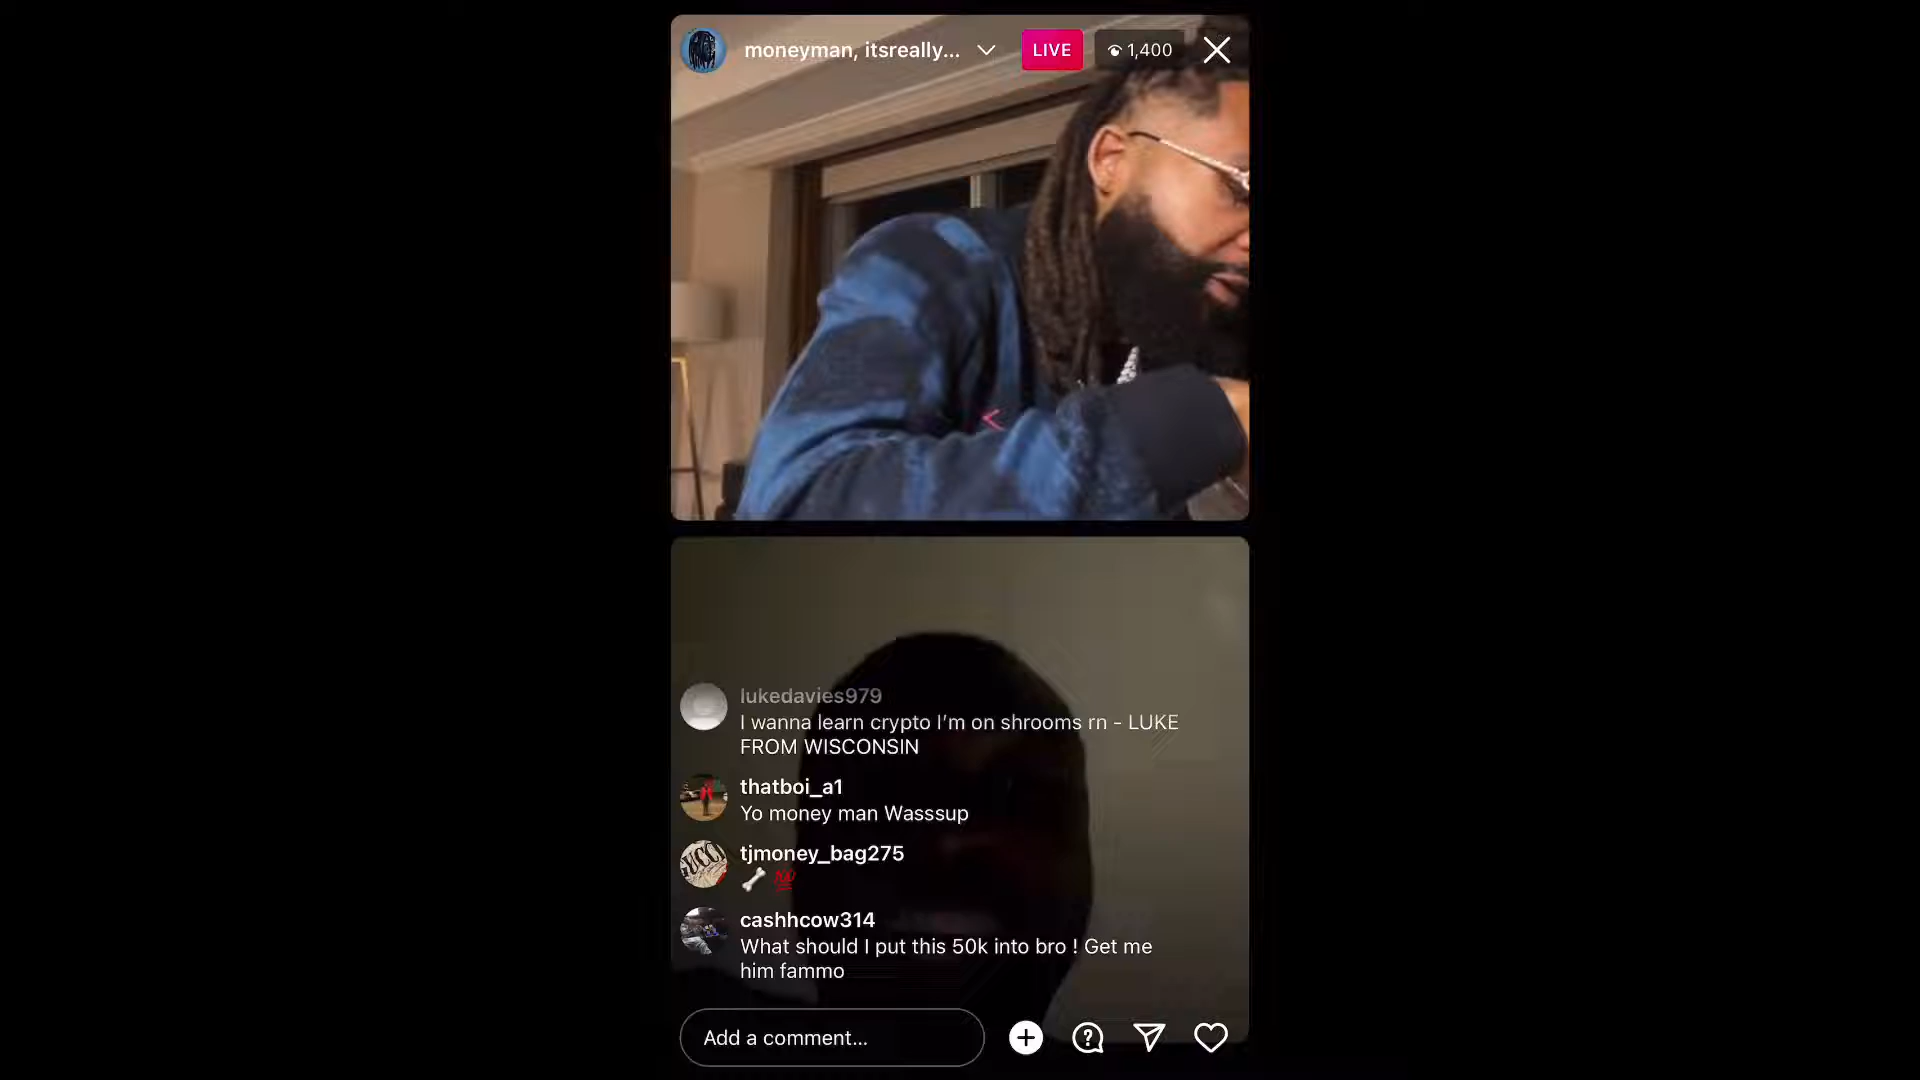 moneyman, itsreally...
LIVE
1,400
lukedavies979
I wanna learn crypto I'm on shrooms rn - LUKE
FROM WISCONSIN
thatboi_a1
Yo money man Wasssup
GUCCI
tjmoney_bag275
🦴 💯
cashhcow314
What should I put this 50k into bro ! Get me
him fammo
Add a comment...